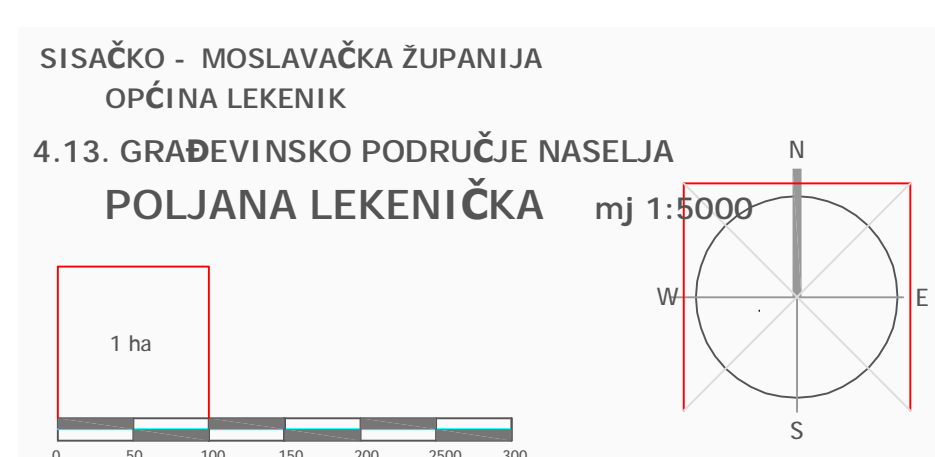 SISAČKO - MOSLAVAČKA ŽUPANIJA
OPĆINA LEKENIK
4.13. GRAĐEVINSKO PODRUČJE NASELJA
POLJANA LEKENIČKA mj 1:5000
N
W E
S
1 ha
0 50 100 150 200 2500 300